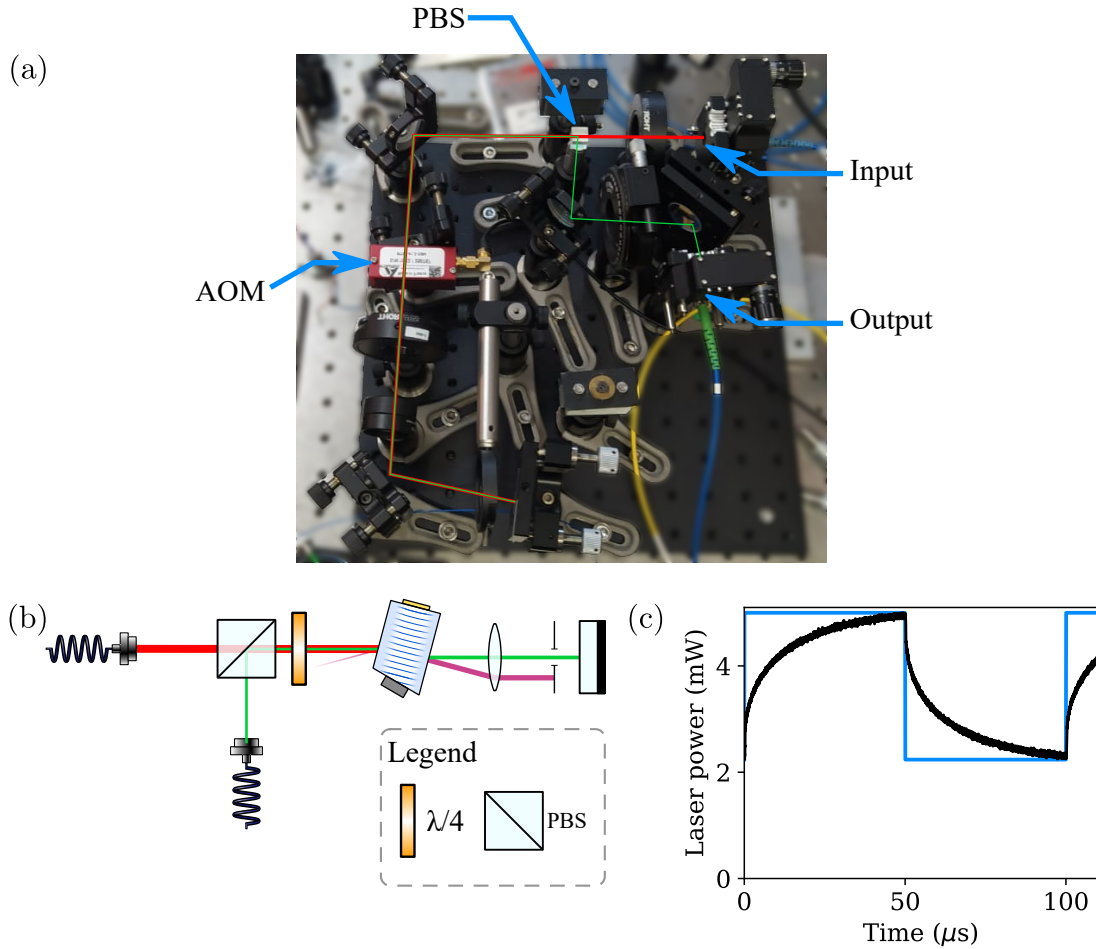 PBS
(a)
Input
AOM
Output
(b)
(c)
Legend
λ/4
PBS
Laser power (mW)
4
2
0
0
50
100
Time (μs)